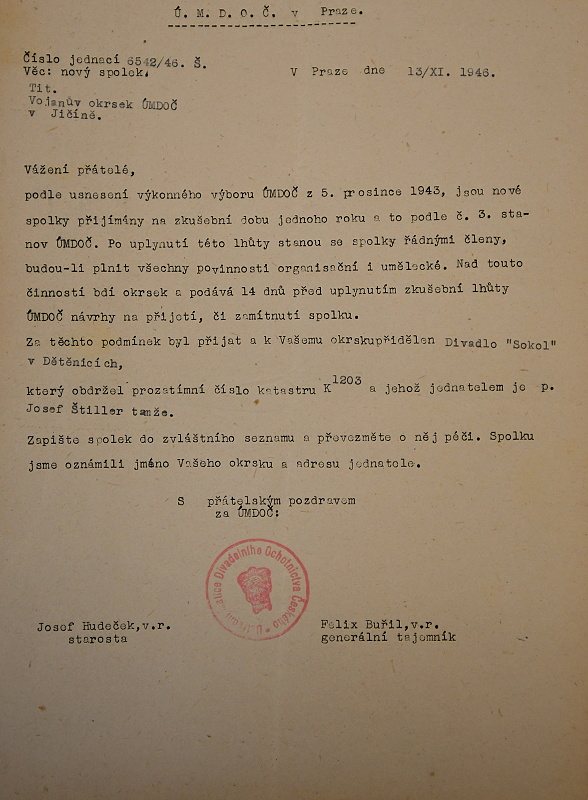 Ú. M. D. O. Č. v Praze.
Číslo jednací 6542/46. Š.
Věc: nový spolek.
V Praze dne 13/XI. 1946.
Tit.
Vojanův okrsek ÚMDOČ
v Jičíně.
Vážení přátelé,
podle usnesení výkonného výboru ÚMDOČ z 5. prosince 1943, jsou nové
spolky přijímány na zkušební dobu jednoho roku a to podle č. 3. sta-
nov ÚMDOČ. Po uplynutí této lhůty stanou se spolky řádnými členy,
budou-li plnit všechny povinnosti organisační i umělecké. Nad touto
činností bdí okrsek a podává 14 dnů před uplynutím zkušební lhůty
ÚMDOČ návrhy na přijetí, či zamítnutí spolku.
Za těchto podmínek byl přijat a k Vašemu okrskupřidělen Divadlo "Sokol"
v Dětěnicích,
který obdržel prozatímní číslo katastru K1203 a jehož jednatelem je p.
Josef Štiller tamže.
Zapište spolek do zvláštního seznamu a převezměte o něj péči. Spolku
jsme oznámili jméno Vašeho okrsku a adresu jednatele.
S přátelským pozdravem
za ÚMDOČ:
Matice Divadelního Ochotnictva Českého
Josef Hudeček,v.r.
starosta
Felix Buřil,v.r.
generální tajemník